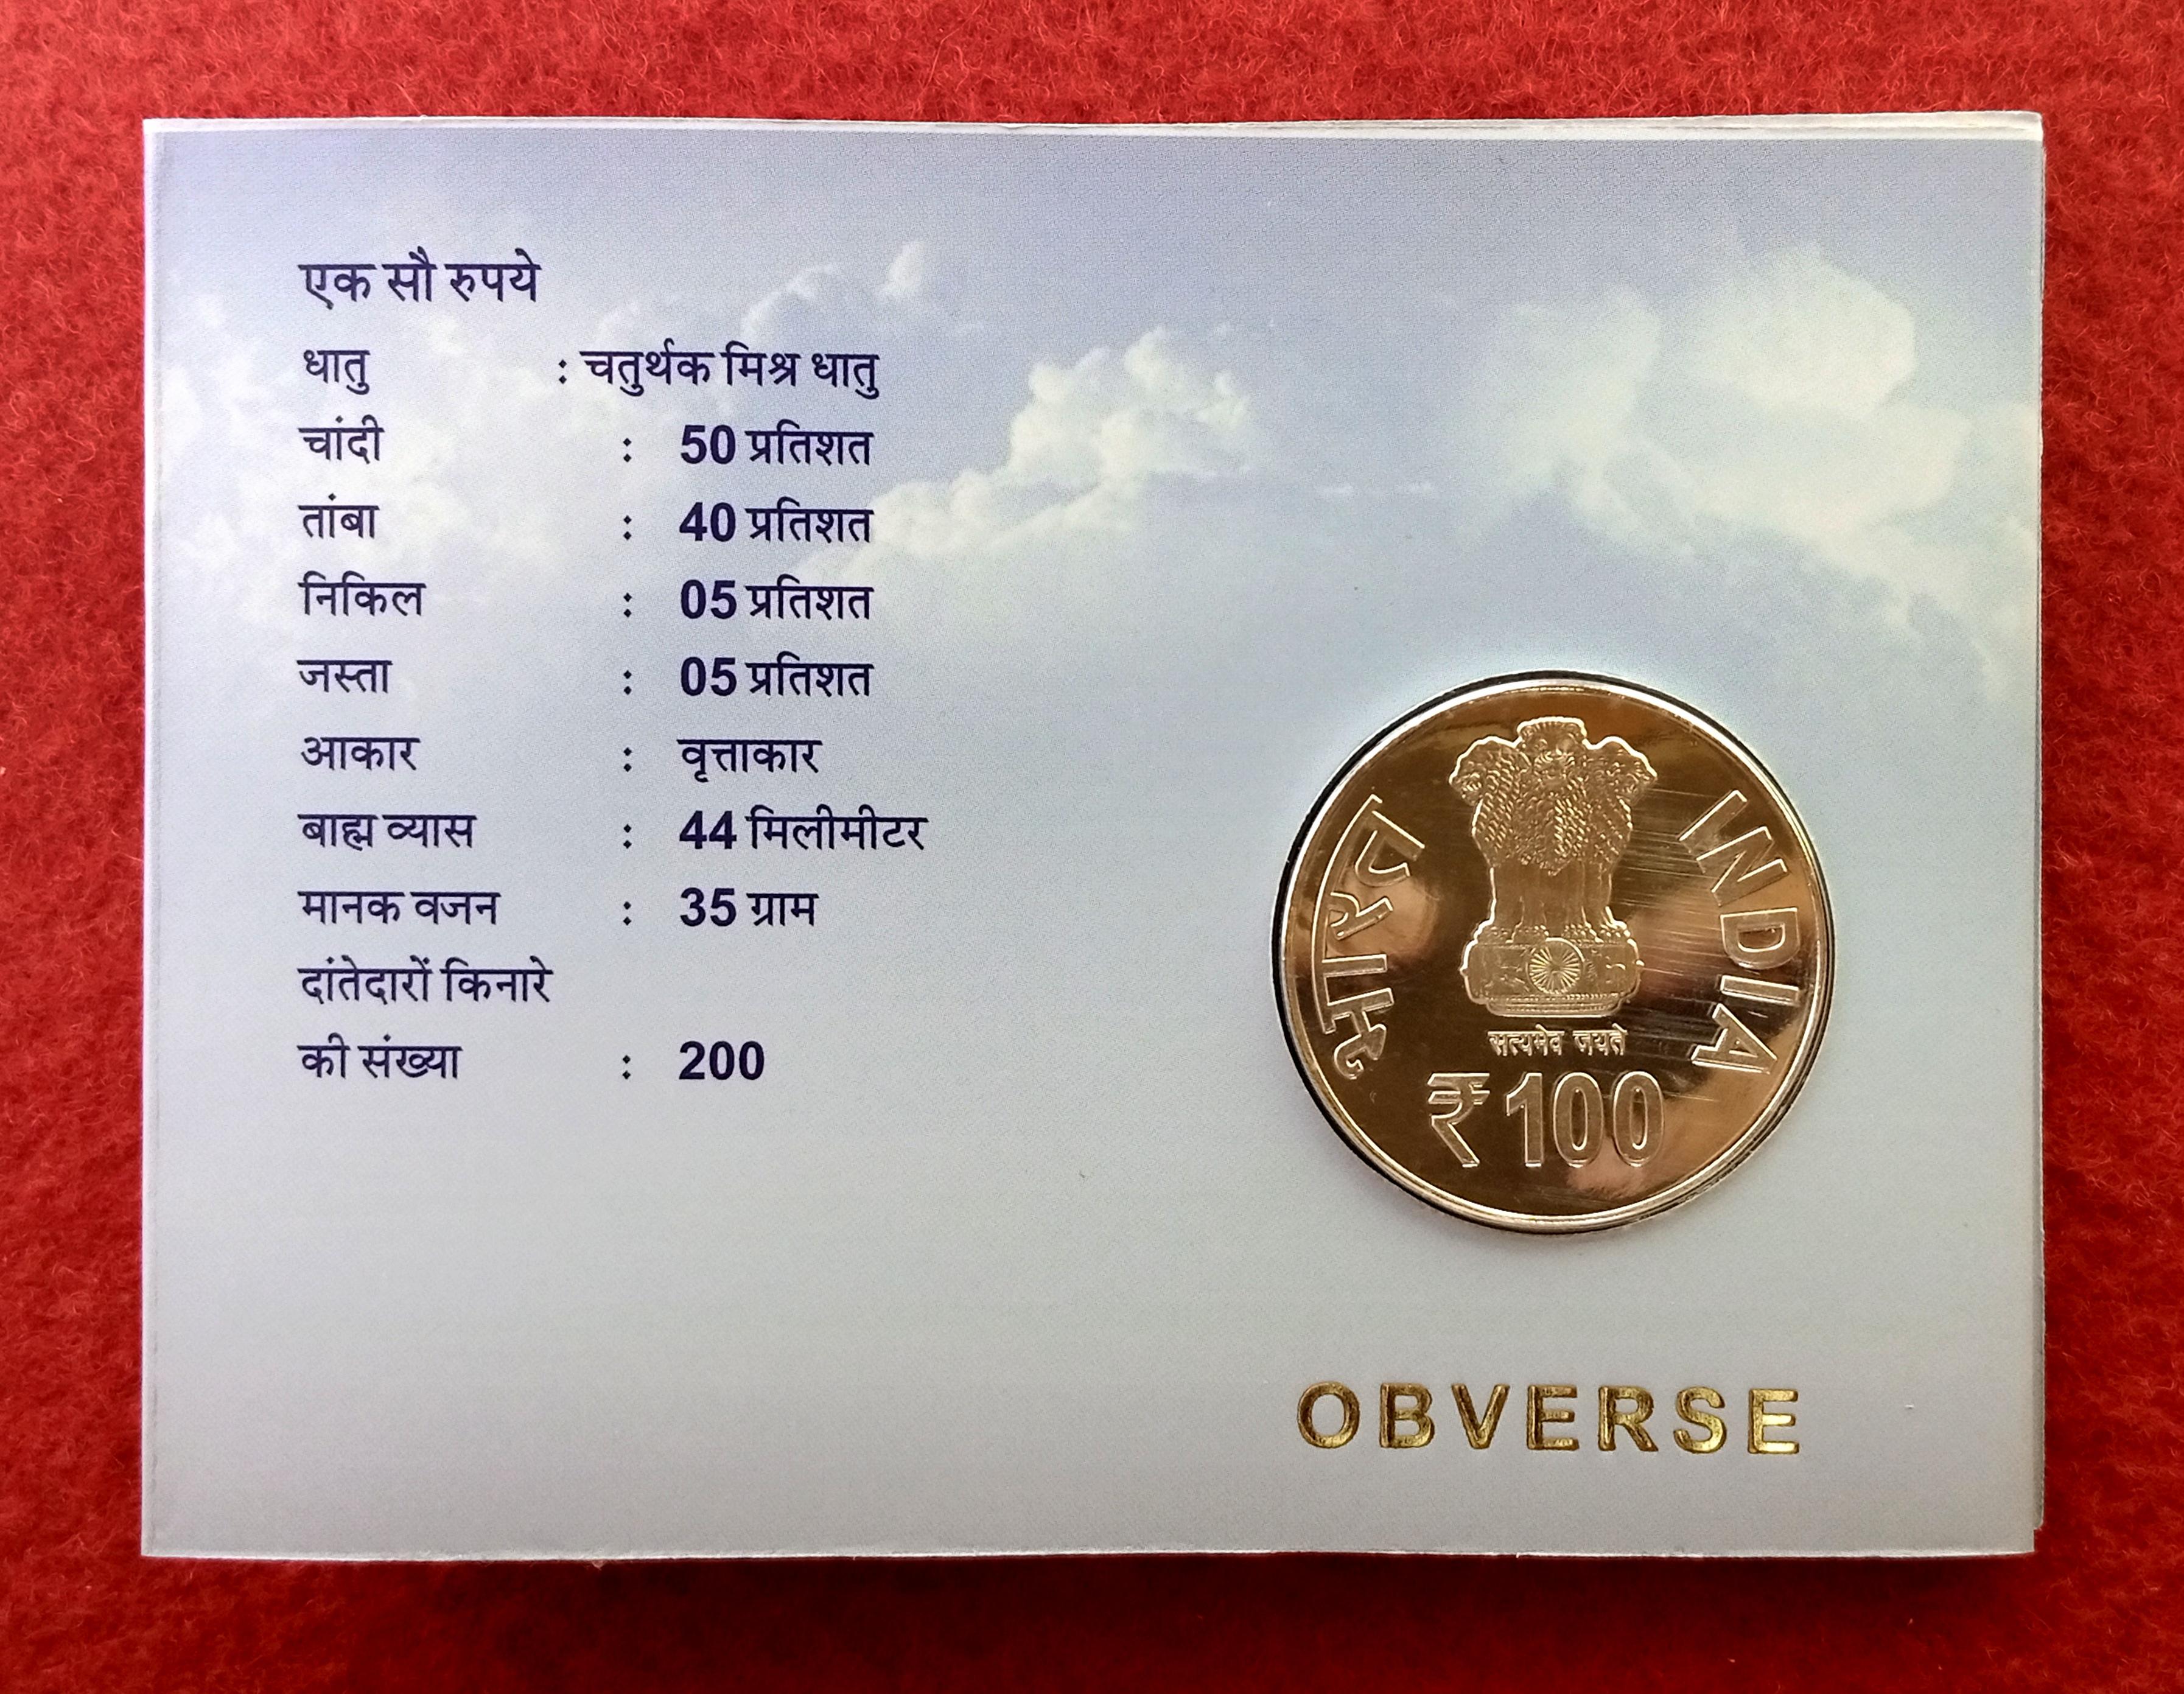 एक सौ रुपये
धातु : चतुर्थक मिश्र धातु
चांदी : 50 प्रतिशत
तांबा : 40 प्रतिशत
निकिल : 05 प्रतिशत
जस्ता : 05 प्रतिशत
आकार : वृत्ताकार
बाह्म व्यास : 44 मिलीमीटर
मानक वजन : 35 ग्राम
दांतेदारों किनारे
की संख्या : 200
भारत
INDIA
सत्यमेव जयते
₹100
OBVERSE